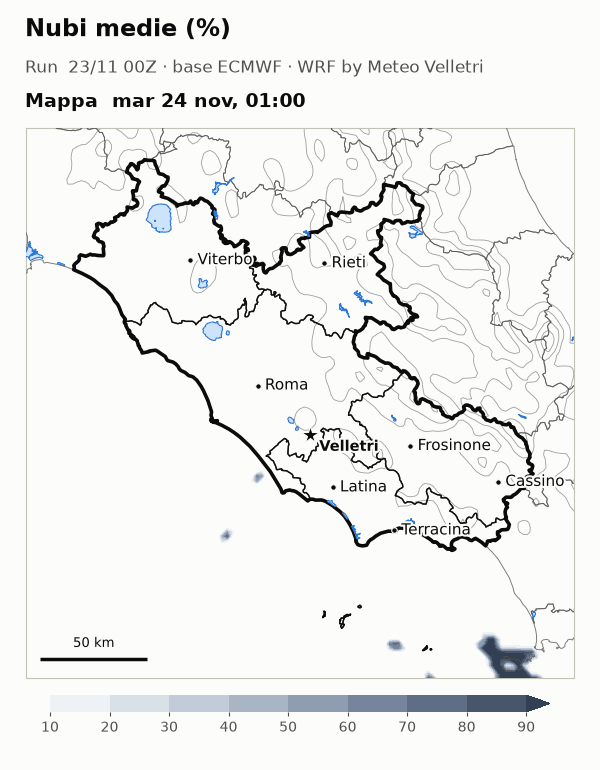 Nubi medie (%)
Run  23/11 00Z · base ECMWF · WRF by Meteo Velletri
Mappa  mar 24 nov, 01:00
Viterbo
Rieti
Roma
Velletri
Frosinone
Latina
Cassino
Terracina
50 km
10 20 30 40 50 60 70 80 90